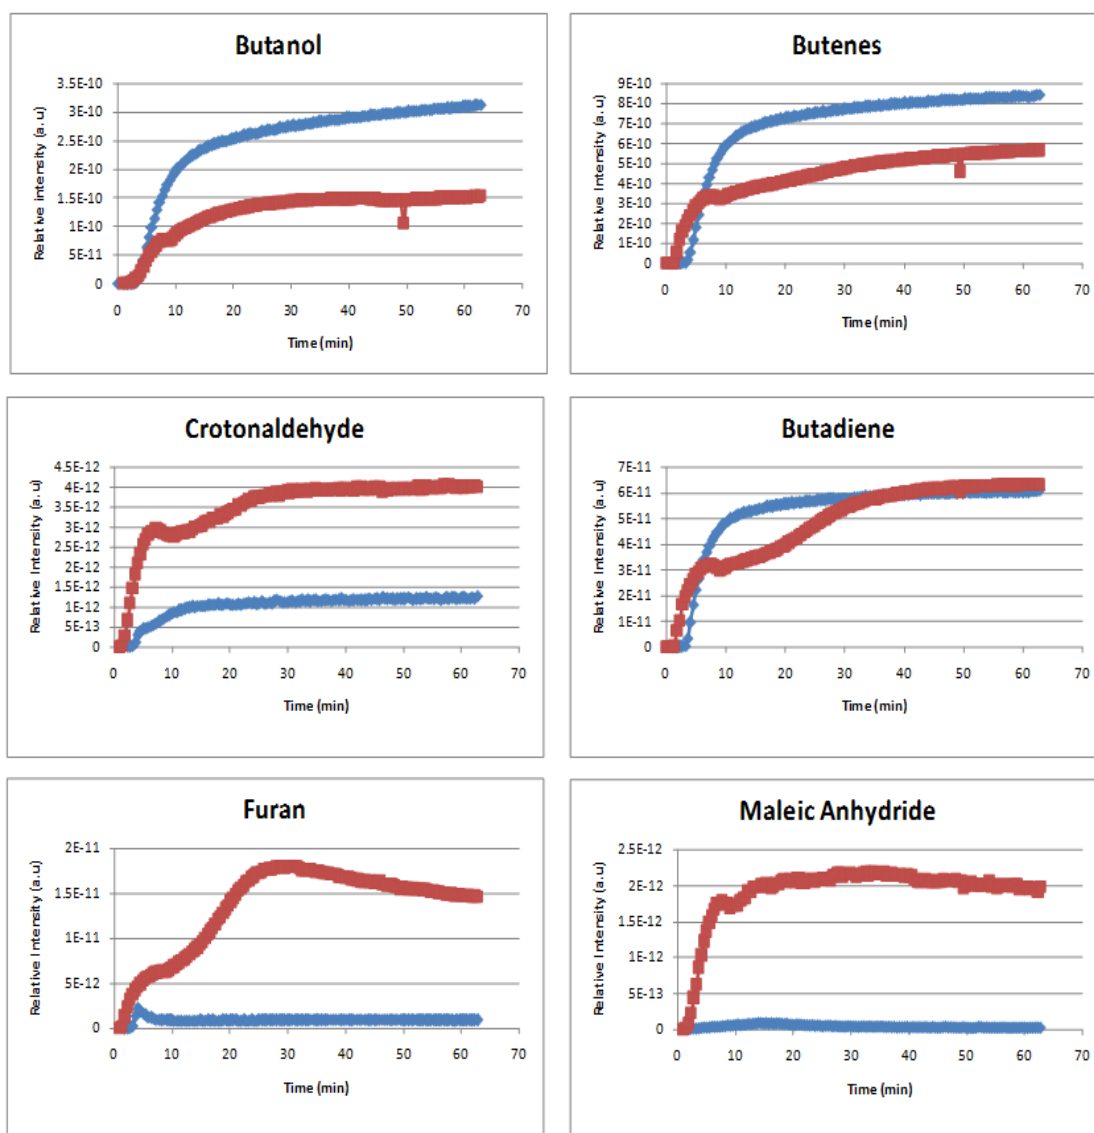 Butanol
Relative intensity (a. u)
3.5E-10
3E-10
2.5E-10
2E-10
1.5E-10
1E-10
5E-11
0
0 10 20 30 40 50 60 70
Time (min)
Butenes
Relative Intensity (a. u)
9E-10
8E-10
7E-10
6E-10
5E-10
4E-10
3E-10
2E-10
1E-10
0
0 10 20 30 40 50 60 70
Time (min)
Crotonaldehyde
Relative Intensity (a. u)
4.5E-12
4E-12
3.5E-12
3E-12
2.5E-12
2E-12
1.5E-12
1E-12
5E-13
0
0 10 20 30 40 50 60 70
Time (min)
Butadiene
Relative Intensity (a. u)
7E-11
6E-11
5E-11
4E-11
3E-11
2E-11
1E-11
0
0 10 20 30 40 50 60 70
Time (min)
Furan
Relative Intensity (a. u)
2E-11
1.5E-11
1E-11
5E-12
0
0 10 20 30 40 50 60 70
Time (min)
Maleic Anhydride
Relative Intensity (a. u)
2.5E-12
2E-12
1.5E-12
1E-12
5E-13
0
0 10 20 30 40 50 60 70
Time (min)